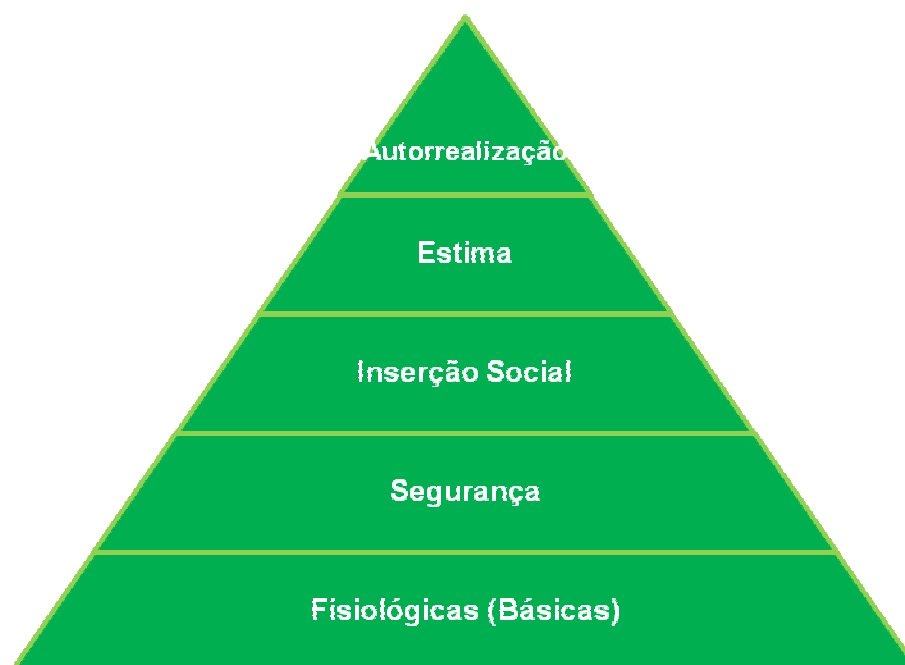 Autorrealização
Estima
Inserção Social
Segurança
Fisiológicas (Básicas)